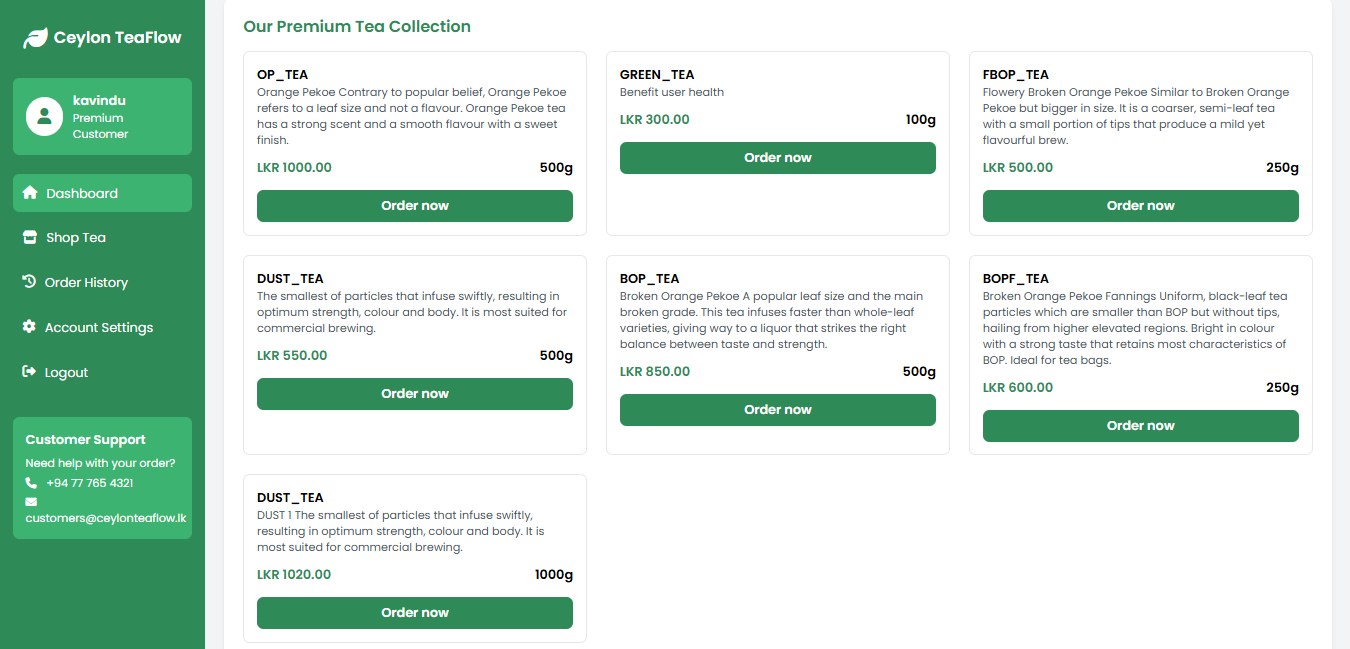 Ceylon TeaFlow
kavindu
Premium
Customer
Dashboard
Shop Tea
Order History
Account Settings
Logout
Customer Support
Need help with your order?
+94 77 765 4321
customers@ceylonteaflow.lk
Our Premium Tea Collection
OP_TEA
Orange Pekoe Contrary to popular belief, Orange Pekoe
refers to a leaf size and not a flavour. Orange Pekoe tea
has a strong scent and a smooth flavour with a sweet
finish.
LKR 1000.00 500g
Order now
GREEN_TEA
Benefit user health
LKR 300.00 100g
Order now
FBOP_TEA
Flowery Broken Orange Pekoe Similar to Broken Orange
Pekoe but bigger in size. It is a coarser, semi-leaf tea
with a small portion of tips that produce a mild yet
flavourful brew.
LKR 500.00 250g
Order now
DUST_TEA
The smallest of particles that infuse swiftly, resulting in
optimum strength, colour and body. It is most suited for
commercial brewing.
LKR 550.00 500g
Order now
BOP_TEA
Broken Orange Pekoe A popular leaf size and the main
broken grade. This tea infuses faster than whole-leaf
varieties, giving way to a liquor that strikes the right
balance between taste and strength.
LKR 850.00 500g
Order now
BOPF_TEA
Broken Orange Pekoe Fannings Uniform, black-leaf tea
particles which are smaller than BOP but without tips,
hailing from higher elevated regions. Bright in colour
with a strong taste that retains most characteristics of
BOP. Ideal for tea bags.
LKR 600.00 250g
Order now
DUST_TEA
DUST 1 The smallest of particles that infuse swiftly,
resulting in optimum strength, colour and body. It is
most suited for commercial brewing.
LKR 1020.00 1000g
Order now